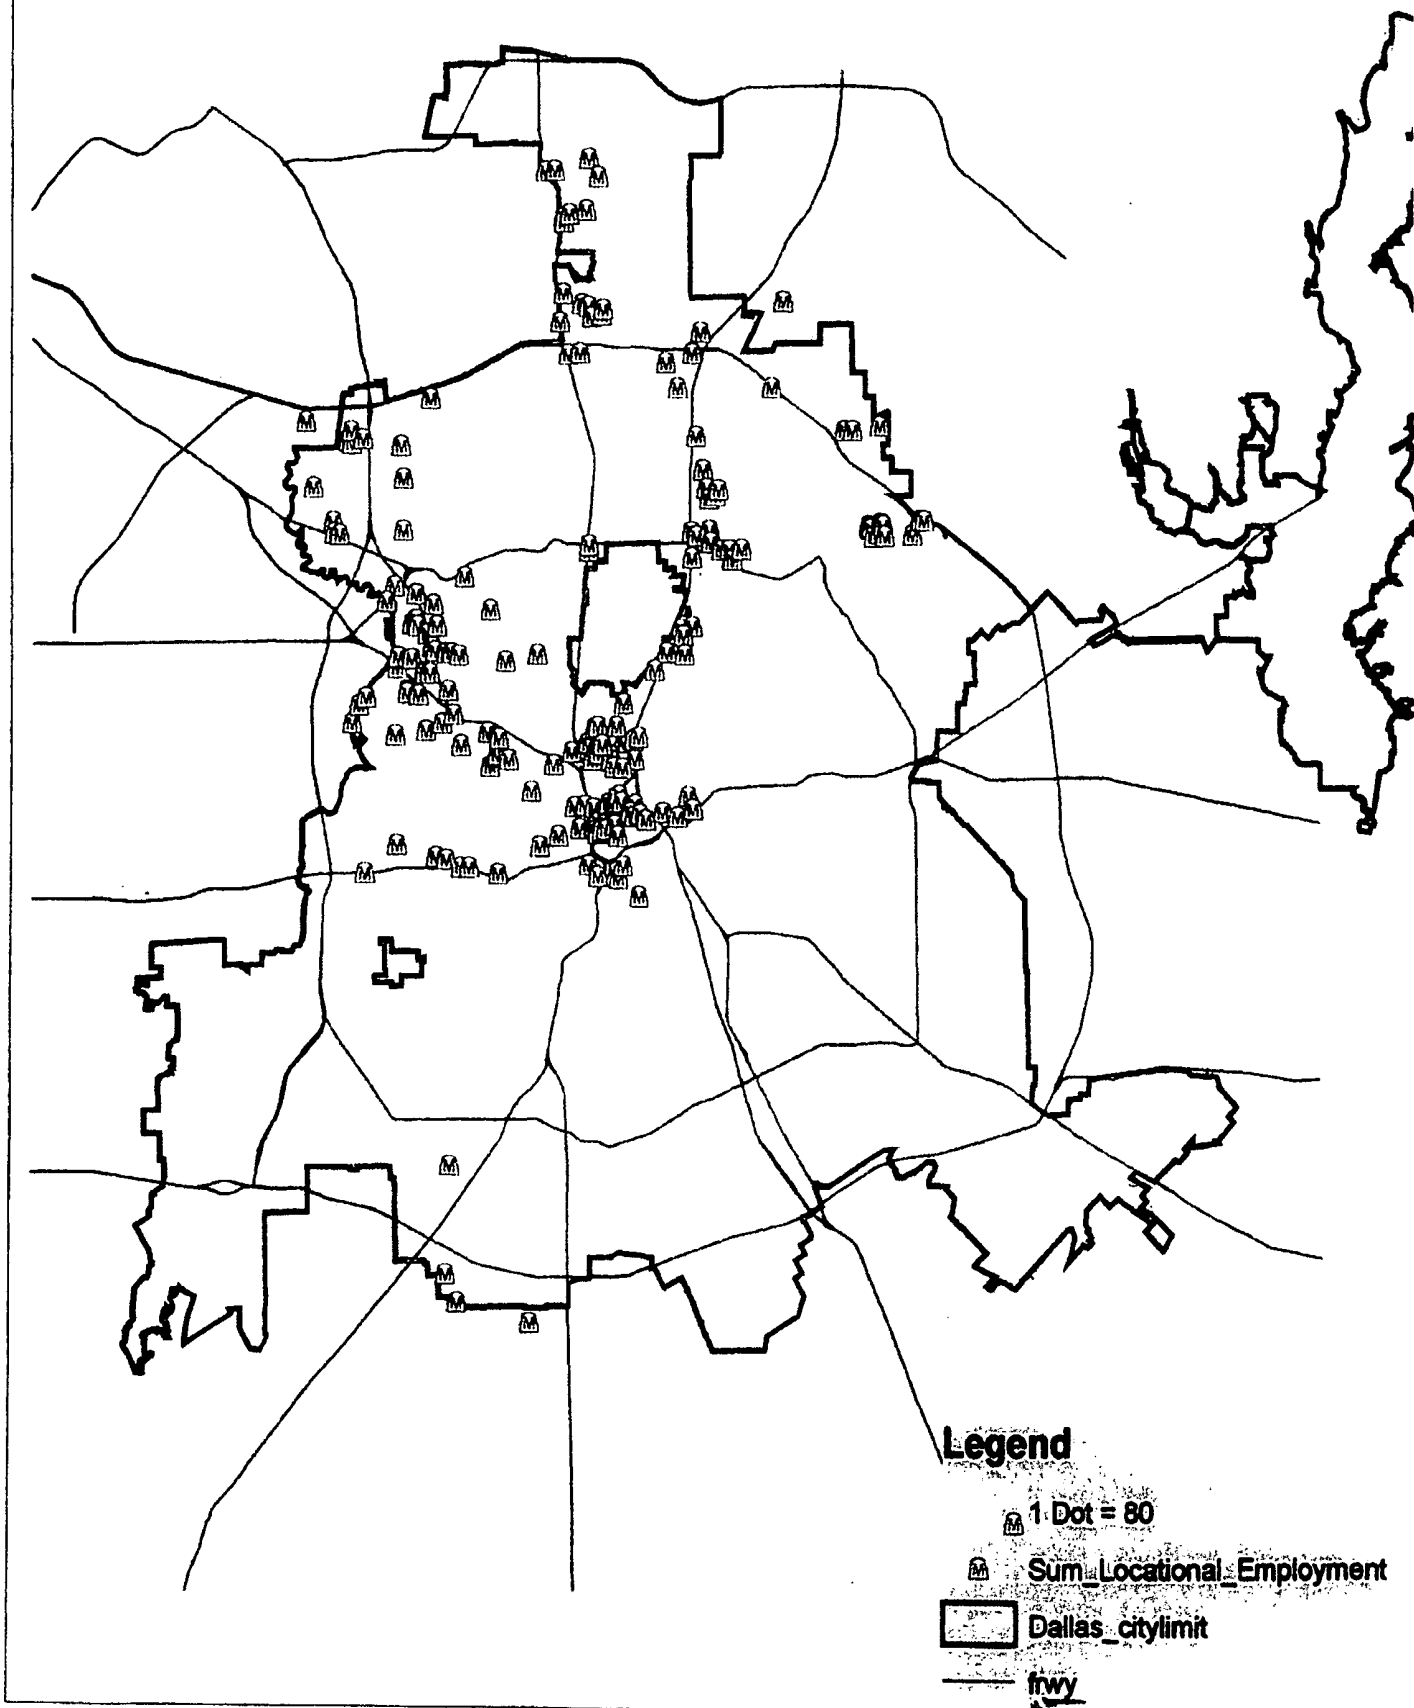 Legend
1 Dot = 80
Sum_Locational_Employment
Dallas_citylimit
frwy